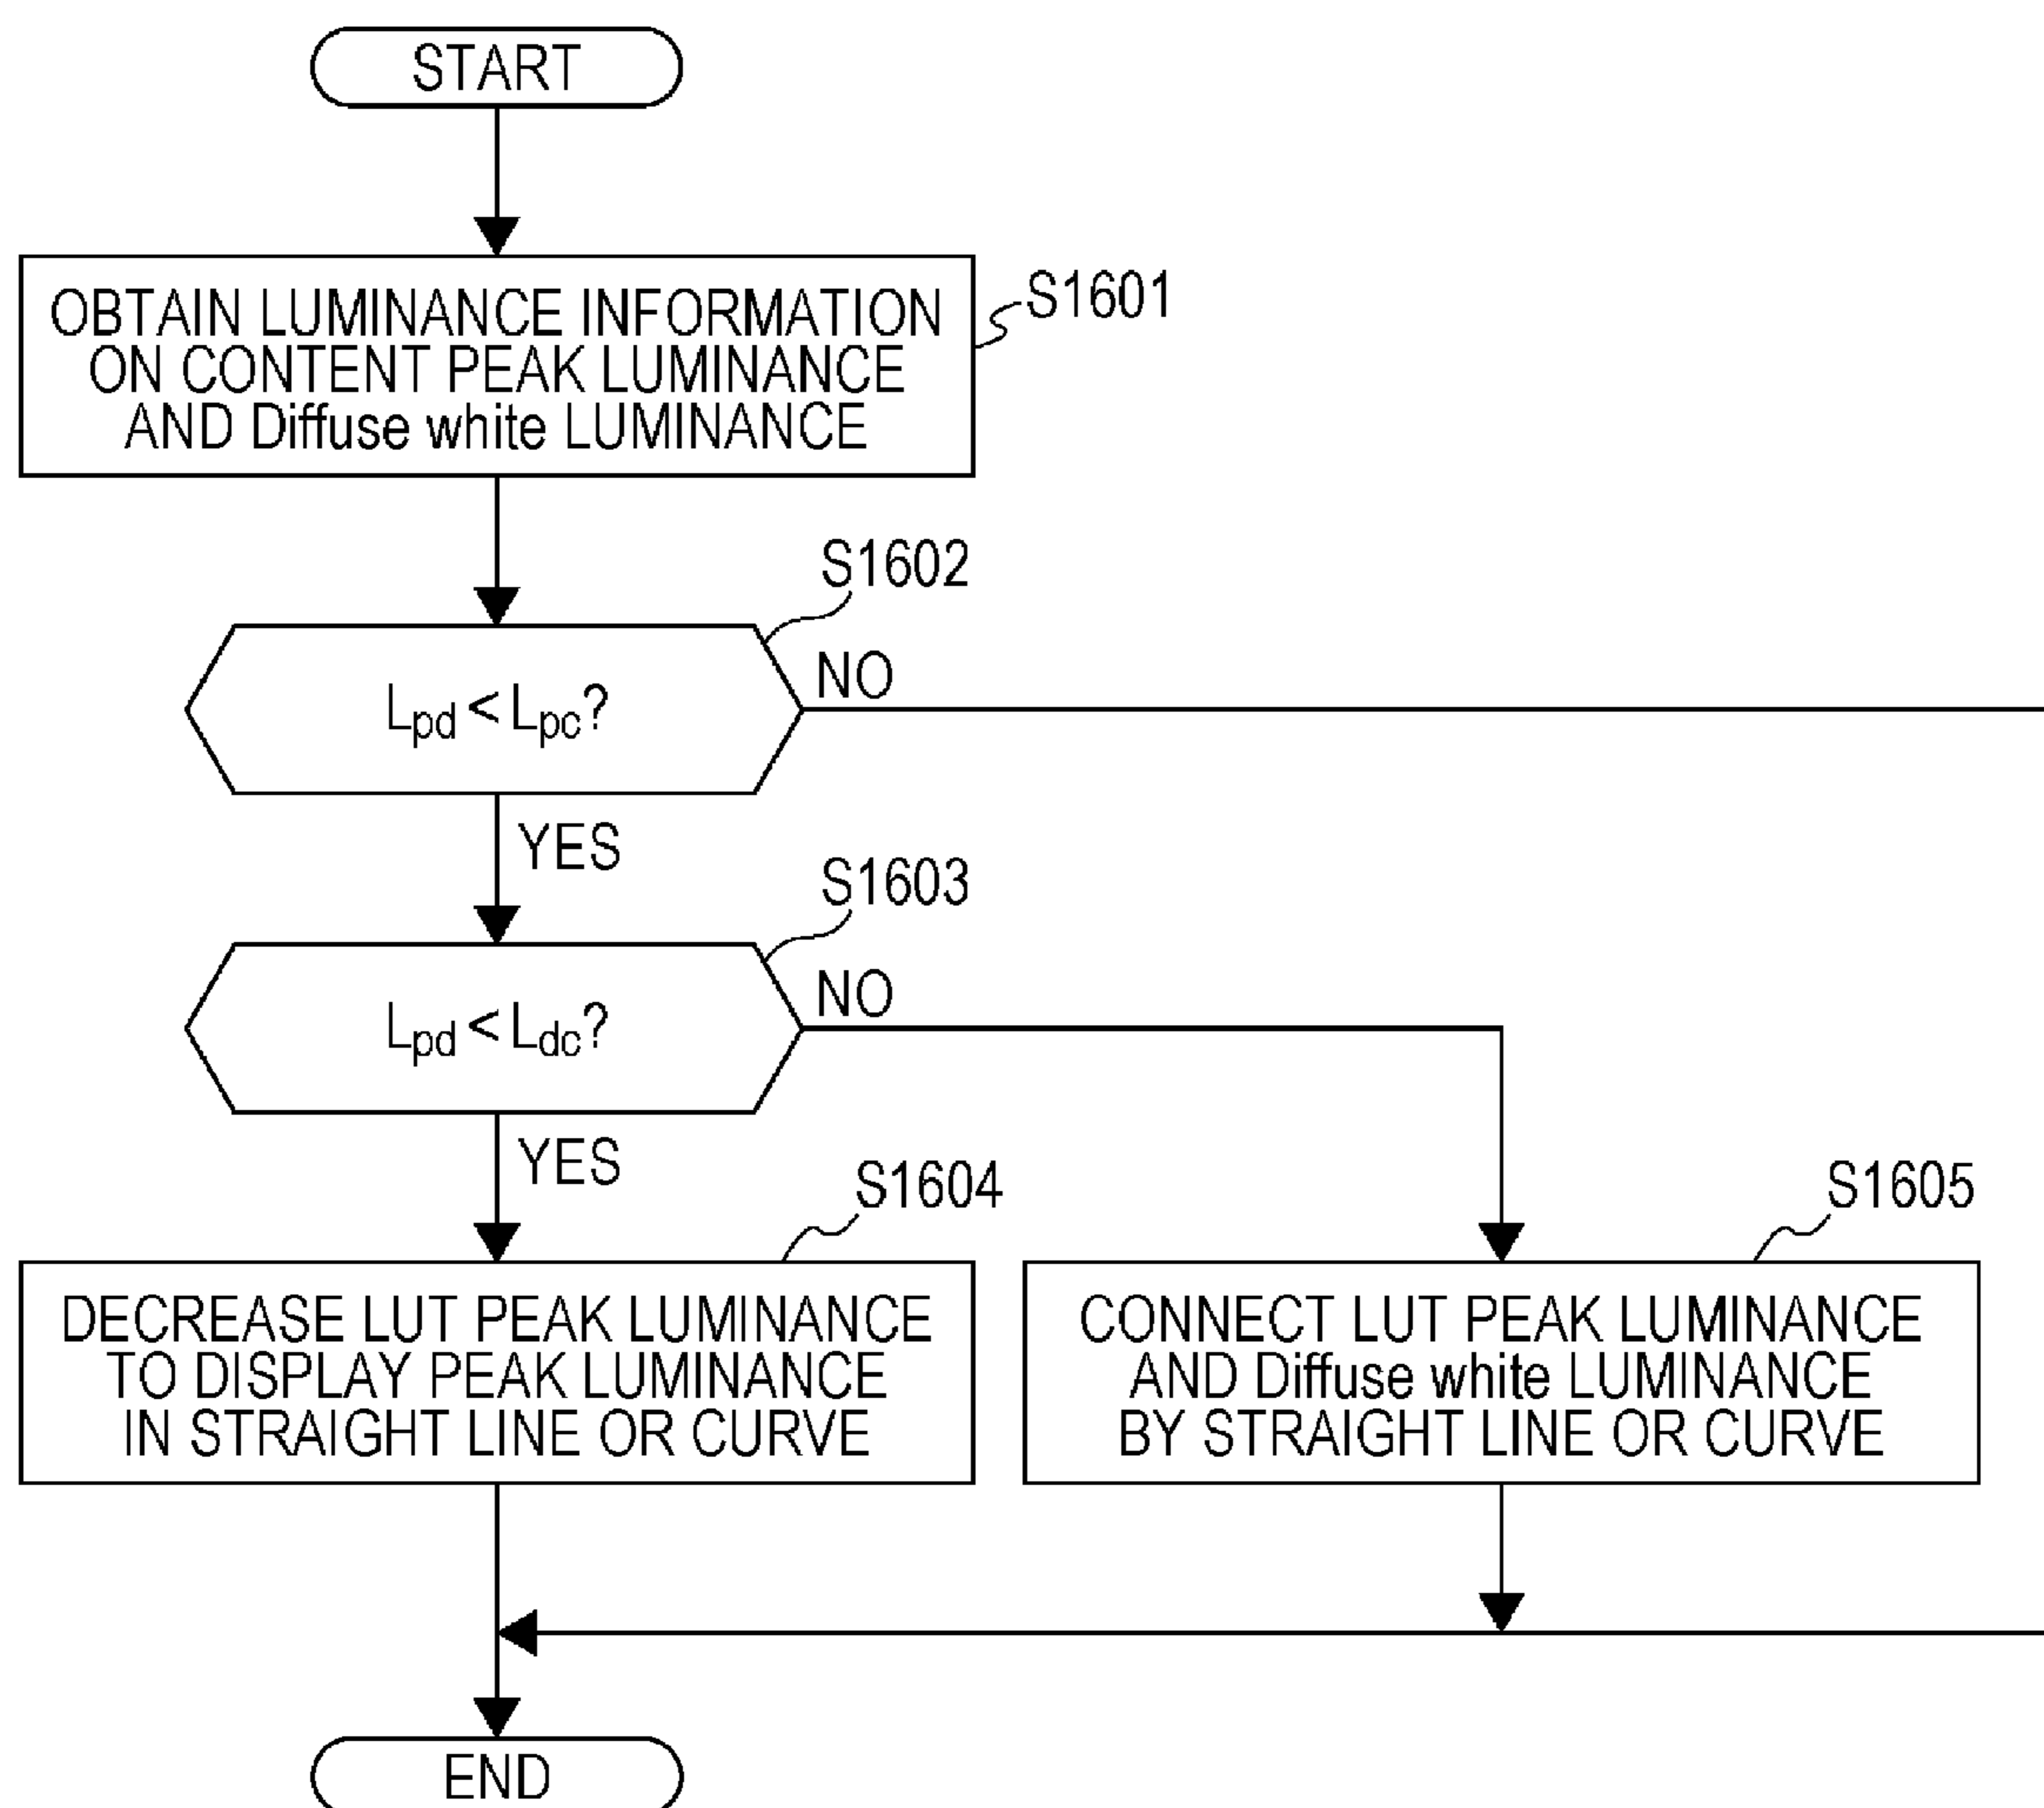 START
OBTAIN LUMINANCE INFORMATION
ON CONTENT PEAK LUMINANCE
AND Diffuse white LUMINANCE
S1601
S1602
Lpd < Lpc?
NO
YES
S1603
Lpd < Ldc?
NO
YES
S1604
DECREASE LUT PEAK LUMINANCE
TO DISPLAY PEAK LUMINANCE
IN STRAIGHT LINE OR CURVE
S1605
CONNECT LUT PEAK LUMINANCE
AND Diffuse white LUMINANCE
BY STRAIGHT LINE OR CURVE
END